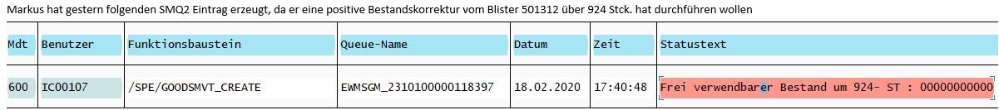 Markus hat gestern folgenden SMQ2 Eintrag erzeugt, da er eine positive Bestandskorrektur vom Blister 501312 über 924 Stck. hat durchführen wollen
Mdt Benutzer Funktionsbaustein Queue-Name Datum Zeit Statustext
600 IC00107 /SPE/GOODSMVT_CREATE EWMSGM_2310100000118397 18.02.2020 17:40:48 Frei verwendbarer Bestand um 924- ST : 00000000000